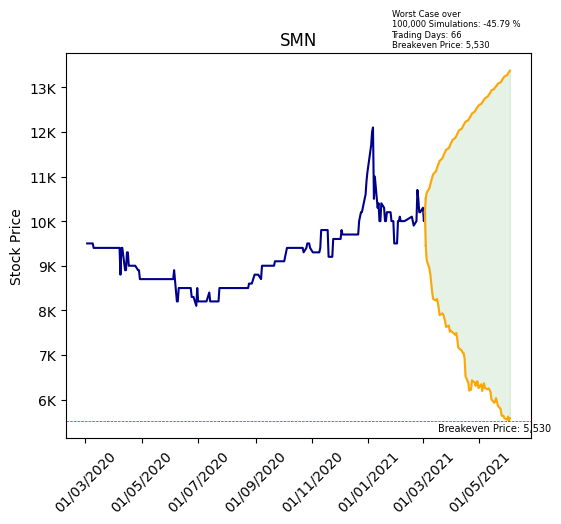 Worst Case over
100,000 Simulations: -45.79 %
Trading Days: 66
Breakeven Price: 5,530
SMN
Stock Price
13K
12K
11K
10K
9K
8K
7K
6K
Breakeven Price: 5,530
01/03/2020
01/05/2020
01/07/2020
01/09/2020
01/11/2020
01/01/2021
01/03/2021
01/05/2021